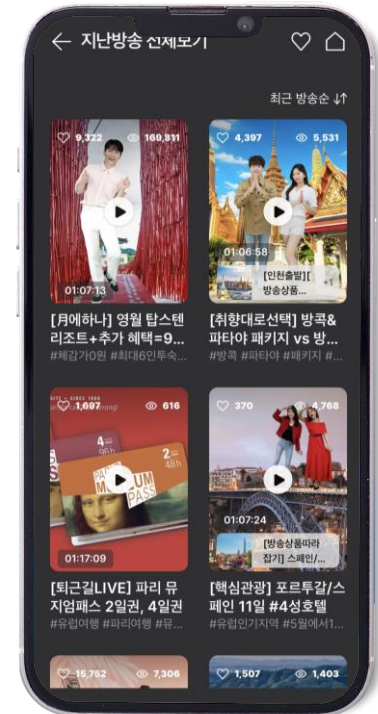 지난방송 전체보기
최근 방송순
9,322 169,811
01:07:13
[月에하나] 영월 탑스텐
리조트+추가 혜택=9...
#체감가0원 #최대6인투숙...
4,397 5,531
01:06:58
[인천출발][
방송상품...
[취향대로선택] 방콕&
파타야 패키지 vs 방...
#방콕 #파타야 #패키지 #...
1,697 616
4-
96h
2-
48h
PARIS
MUSEUM
PASS
01:17:09
[퇴근길LIVE] 파리 뮤
지엄패스 2일권, 4일권
#유럽여행 #파리여행 #뮤...
370 4,768
01:07:24
[방송상품따라
잡기] 스페인/...
[핵심관광] 포르투갈/스
페인 11일 #4성호텔
#유럽인기지역 #5월에서1...
15,752 7,306
1,507 1,403